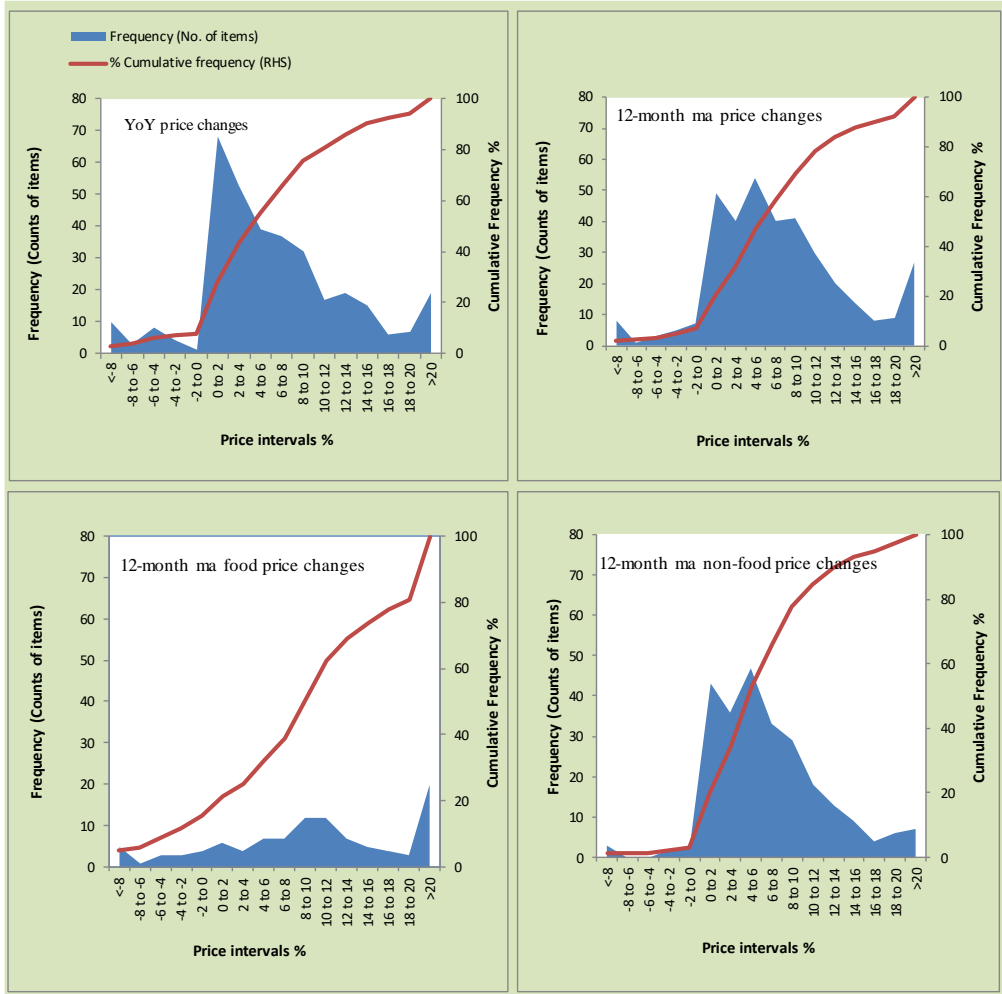 Frequency (No. of items)
% Cumulative frequency (RHS)
YoY price changes
Frequency (Counts of items)
80
70
60
50
40
30
20
10
0
100
80
60
40
20
0
Cumulative Frequency %
<-8
-8 to -6
-6 to -4
-4 to -2
-2 to 0
0 to 2
2 to 4
4 to 6
6 to 8
8 to 10
10 to 12
12 to 14
14 to 16
16 to 18
18 to 20
>20
Price intervals %
12-month ma price changes
Frequency (Counts of items)
80
70
60
50
40
30
20
10
0
100
80
60
40
20
0
Cumulative Frequency %
<-8
-8 to -6
-6 to -4
-4 to -2
-2 to 0
0 to 2
2 to 4
4 to 6
6 to 8
8 to 10
10 to 12
12 to 14
14 to 16
16 to 18
18 to 20
>20
Price intervals %
12-month ma food price changes
Frequency (Counts of items)
80
70
60
50
40
30
20
10
0
100
80
60
40
20
0
Cumulative Frequency %
<-8
-8 to -6
-6 to -4
-4 to -2
-2 to 0
0 to 2
2 to 4
4 to 6
6 to 8
8 to 10
10 to 12
12 to 14
14 to 16
16 to 18
18 to 20
>20
Price intervals %
12-month ma non-food price changes
Frequency (Counts of items)
80
70
60
50
40
30
20
10
0
100
80
60
40
20
0
Cumulative Frequency %
<-8
-8 to -6
-6 to -4
-4 to -2
-2 to 0
0 to 2
2 to 4
4 to 6
6 to 8
8 to 10
10 to 12
12 to 14
14 to 16
16 to 18
18 to 20
>20
Price intervals %